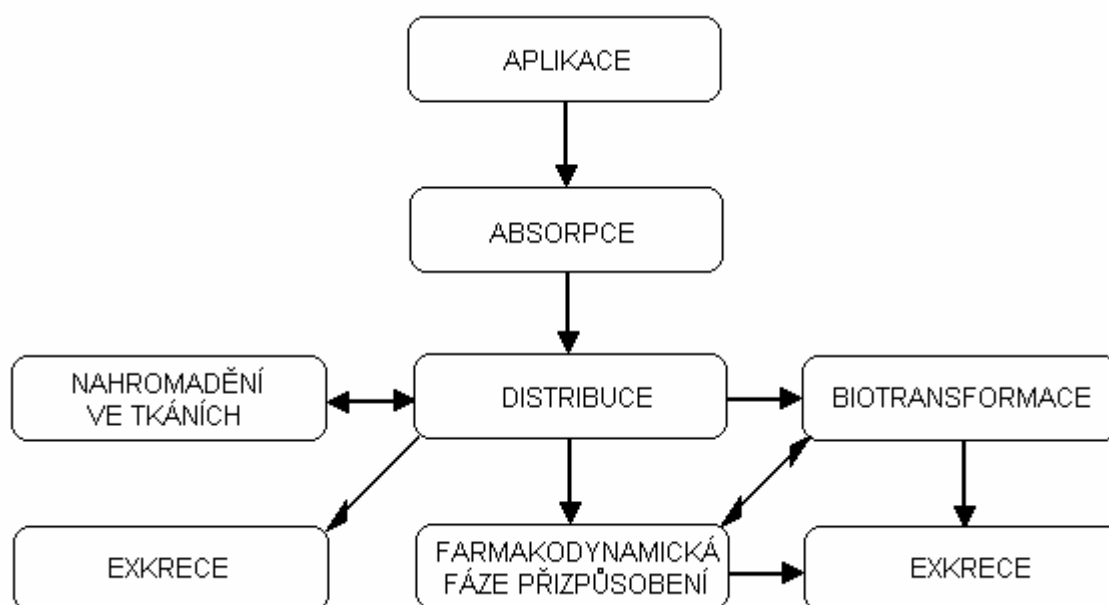 APLIKACE
ABSORPCE
NAHROMADĚNÍ
VE TKÁNÍCH
DISTRIBUCE
BIOTRANSFORMACE
EXKRECE
FARMAKODYNAMICKÁ
FÁZE PŘIZPŮSOBENÍ
EXKRECE